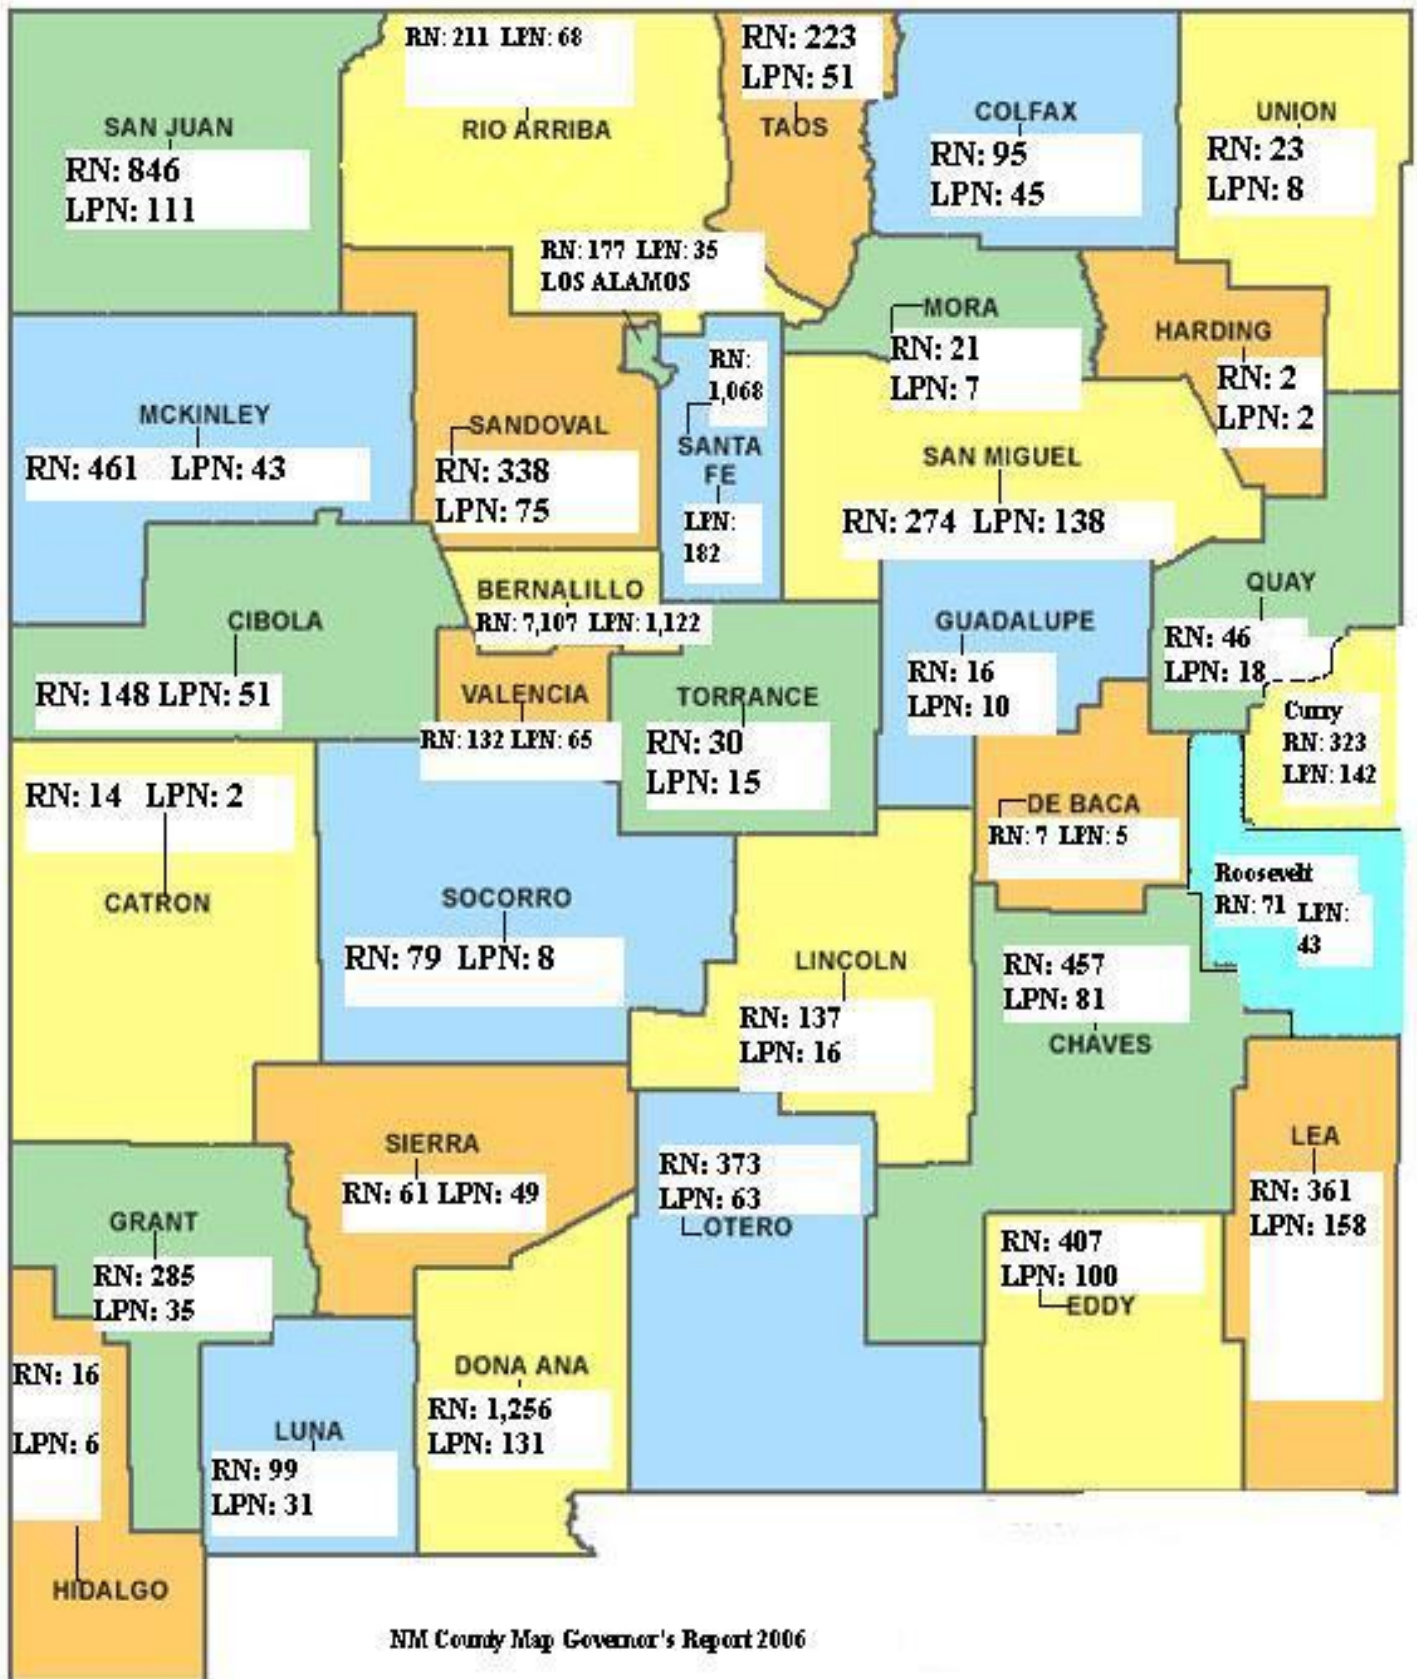 RN: 211 LPN: 68
RIO ARRIBA
RN: 223
LPN: 51
TAOS
SAN JUAN
RN: 846
LPN: 111
COLFAX
RN: 95
LPN: 45
UNION
RN: 23
LPN: 8
RN: 177 LPN: 35
LOS ALAMOS
MORA
RN: 21
LPN: 7
HARDING
RN: 2
LPN: 2
MCKINLEY
RN: 461 LPN: 43
SANDOVAL
RN: 338
LPN: 75
RN:
1,068
SANTA
FE
LPN:
182
SAN MIGUEL
RN: 274 LPN: 138
BERNALILLO
RN: 7,107 LPN: 1,122
CIBOLA
RN: 148 LPN: 51
VALENCIA
RN: 132 LPN: 65
TORRANCE
RN: 30
LPN: 15
GUADALUPE
RN: 16
LPN: 10
QUAY
RN: 46
LPN: 18
Curry
RN: 323
LPN: 142
RN: 14 LPN: 2
CATRON
SOCORRO
RN: 79 LPN: 8
DE BACA
RN: 7 LPN: 5
Roosevelt
RN: 71 LPN:
43
LINCOLN
RN: 137
LPN: 16
RN: 457
LPN: 81
CHAVES
SIERRA
RN: 61 LPN: 49
RN: 373
LPN: 63
OTERO
LEA
RN: 361
LPN: 158
GRANT
RN: 285
LPN: 35
RN: 407
LPN: 100
EDDY
RN: 16
LPN: 6
HIDALGO
LUNA
RN: 99
LPN: 31
DONA ANA
RN: 1,256
LPN: 131
NM County Map Governor's Report 2006